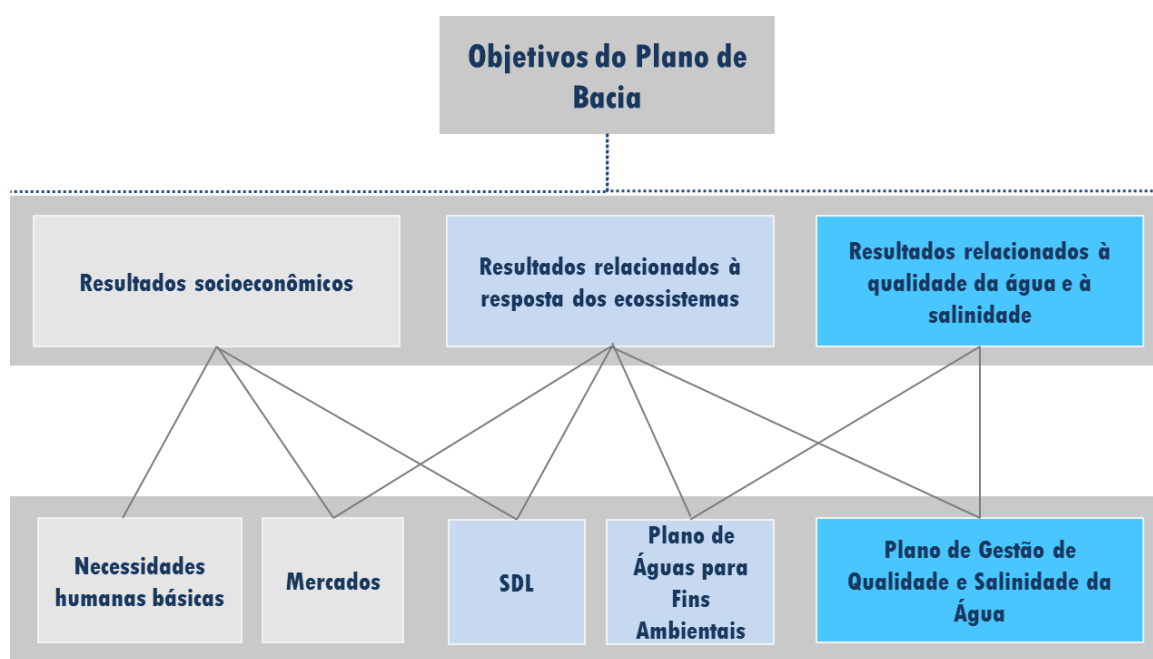 Objetivos do Plano de
Bacia
Resultados socioeconômicos
Resultados relacionados à
resposta dos ecossistemas
Resultados relacionados à
qualidade da água e à
salinidade
Necessidades
humanas básicas
Mercados
SDL
Plano de
Águas para
Fins
Ambientais
Plano de Gestão de
Qualidade e Salinidade da
Água